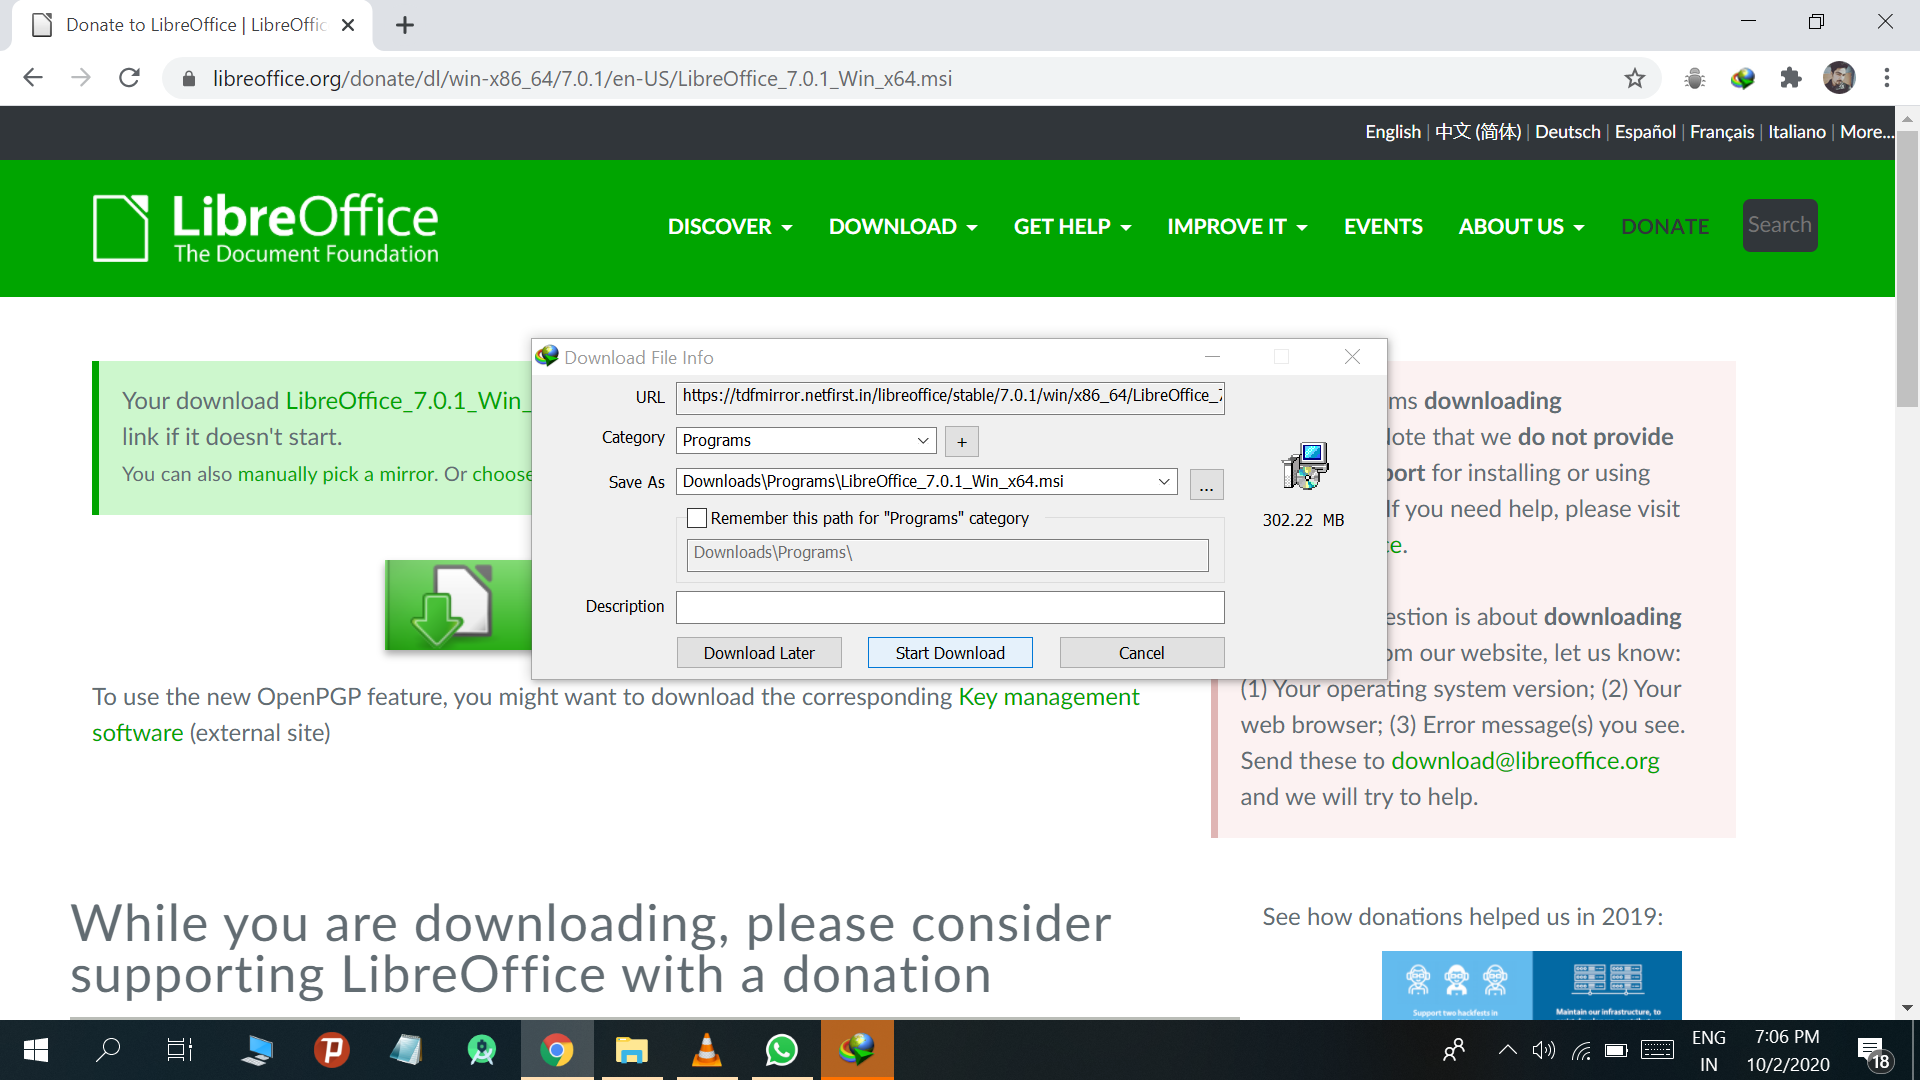 Donate to LibreOffice | LibreOffic
libreoffice.org/donate/dl/win-x86_64/7.0.1/en-US/LibreOffice_7.0.1_Win_x64.msi
English | 中文 (简体) | Deutsch | Español | Français | Italiano | More...
LibreOffice
The Document Foundation
DISCOVER DOWNLOAD GET HELP IMPROVE IT EVENTS ABOUT US DONATE Search
Your download LibreOffice_7.0.1_Win_
link if it doesn't start.
You can also manually pick a mirror. Or choose
Download File Info
URL https://tdfmirror.netfirst.in/libreoffice/stable/7.0.1/win/x86_64/LibreOffice_7
Category Programs +
Save As Downloads\Programs\LibreOffice_7.0.1_Win_x64.msi ...
Remember this path for "Programs" category
Downloads\Programs\
302.22 MB
Description
Download Later Start Download Cancel
downloading
Note that we do not provide
for installing or using
If you need help, please visit
is about downloading
our website, let us know:
(1) Your operating system version; (2) Your
web browser; (3) Error message(s) you see.
Send these to download@libreoffice.org
and we will try to help.
To use the new OpenPGP feature, you might want to download the corresponding Key management
software (external site)
While you are downloading, please consider
supporting LibreOffice with a donation
See how donations helped us in 2019:
Support two hackfests in
Maintain our infrastructure, to
ENG
IN
7:06 PM
10/2/2020
18